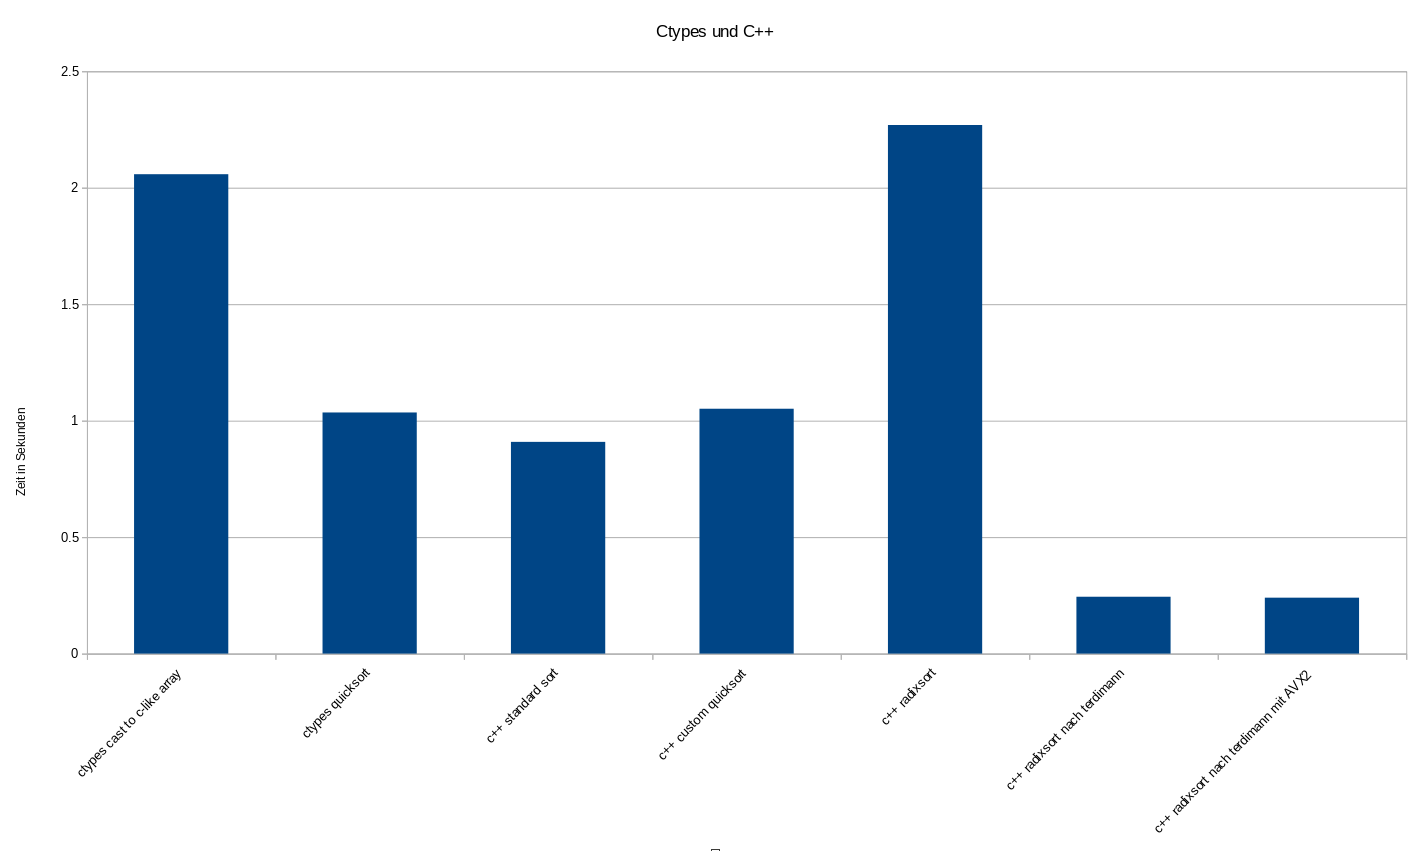 Ctypes und C++
2.5
2
1.5
1
0.5
0
Zeit in Sekunden
ctypes cast to c-like array
ctypes quicksort
c++ standard sort
c++ custom quicksort
c++ radixsort
c++ radixsort nach terdimann
c++ radixsort nach terdimann mit AVX2